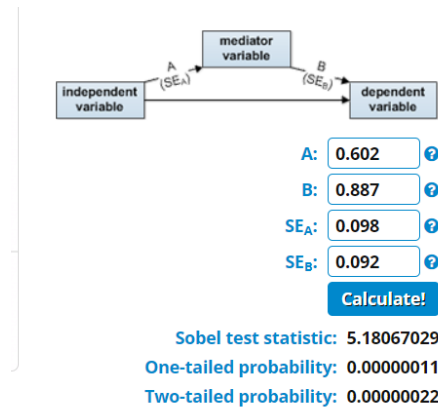 mediator
variable
A
(SEA)
B
(SEB)
independent
variable
dependent
variable
A: 0.602 ?
B: 0.887 ?
SEA: 0.098 ?
SEB: 0.092 ?
Calculate!
Sobel test statistic: 5.18067029
One-tailed probability: 0.00000011
Two-tailed probability: 0.00000022